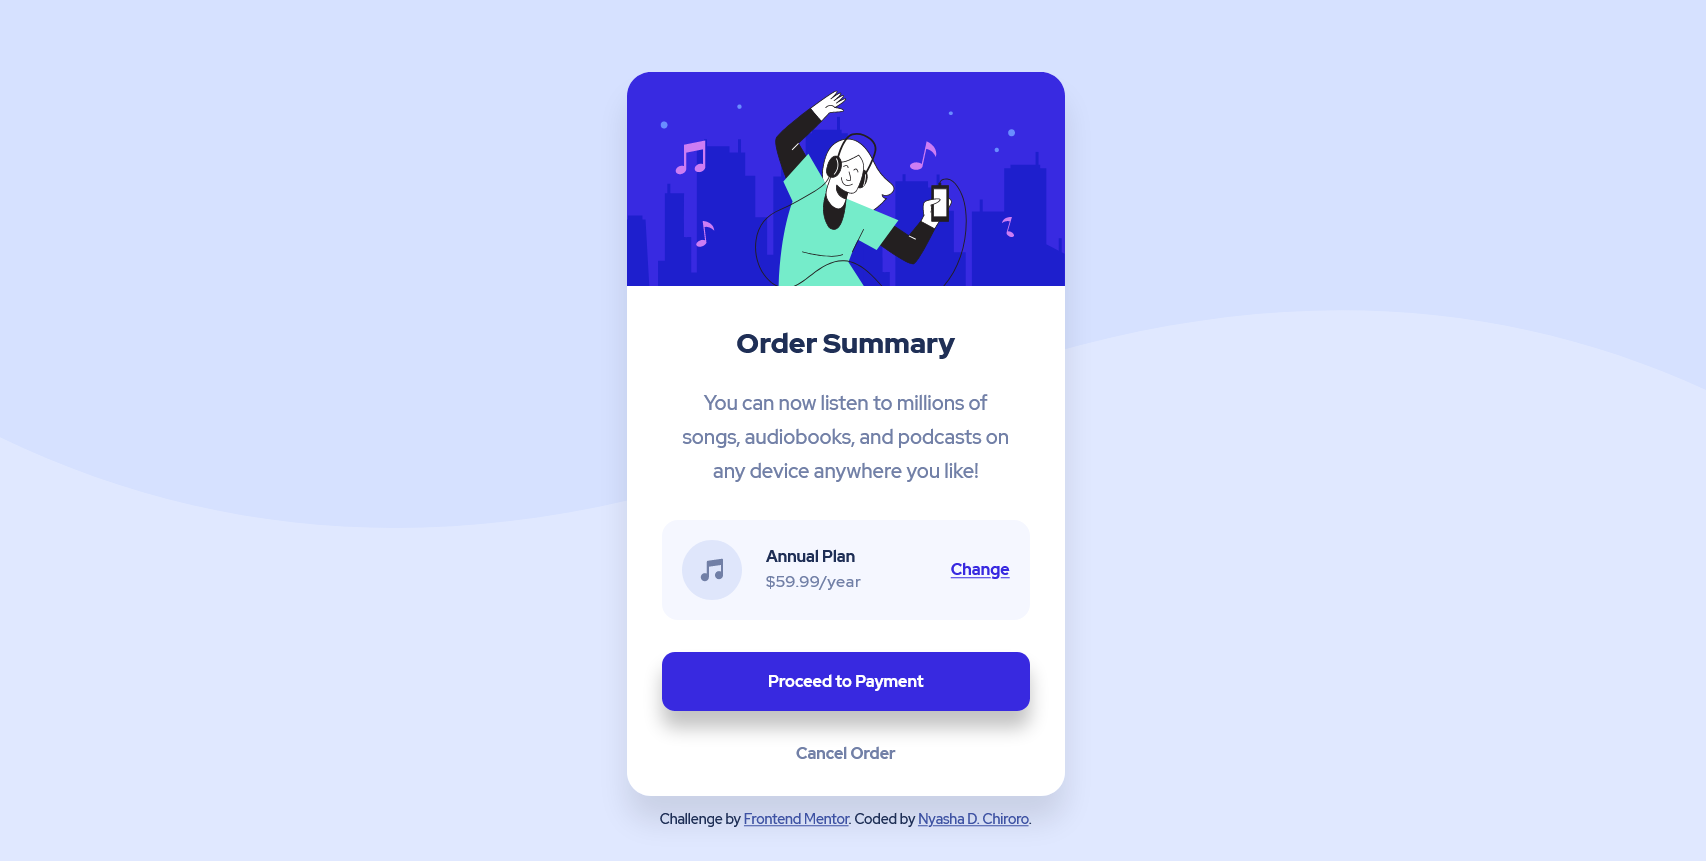 Order Summary
You can now listen to millions of
songs, audiobooks, and podcasts on
any device anywhere you like!
Annual Plan
$59.99/year
Change
Proceed to Payment
Cancel Order
Challenge by Frontend Mentor. Coded by Nyasha D. Chiroro.